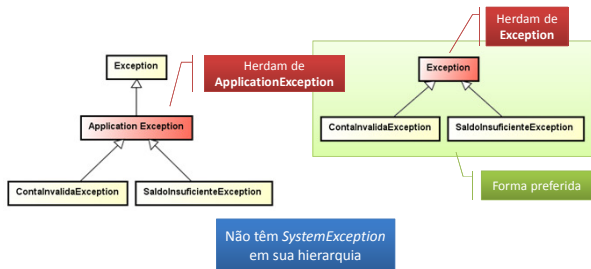 Exception
Herdam de
ApplicationException
Application Exception
ContaInvalidaException
SaldoInsuficienteException
Herdam de
Exception
Exception
ContaInvalidaException
SaldoInsuficienteException
Forma preferida
Não têm SystemException
em sua hierarquia